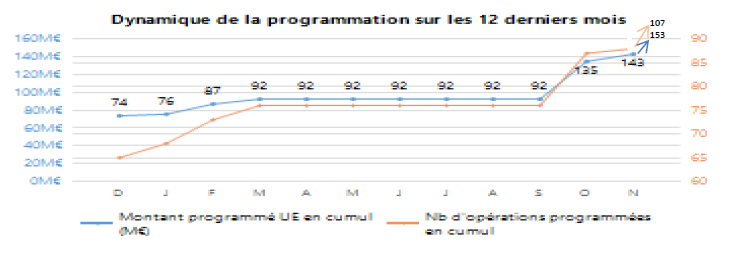 Dynamique de la programmation sur les 12 derniers mois
107
153
160M€ 90
140M€ 85
120M€ 80
100M€ 75
80M€ 70
60M€ 65
40M€ 60
20M€
0M€
74 76 87 92 92 92 92 92 92 92 135 143
D J F M A M J J A S O N
Montant programmé UE en cumul (M€)
Nb d'opérations programmées en cumul